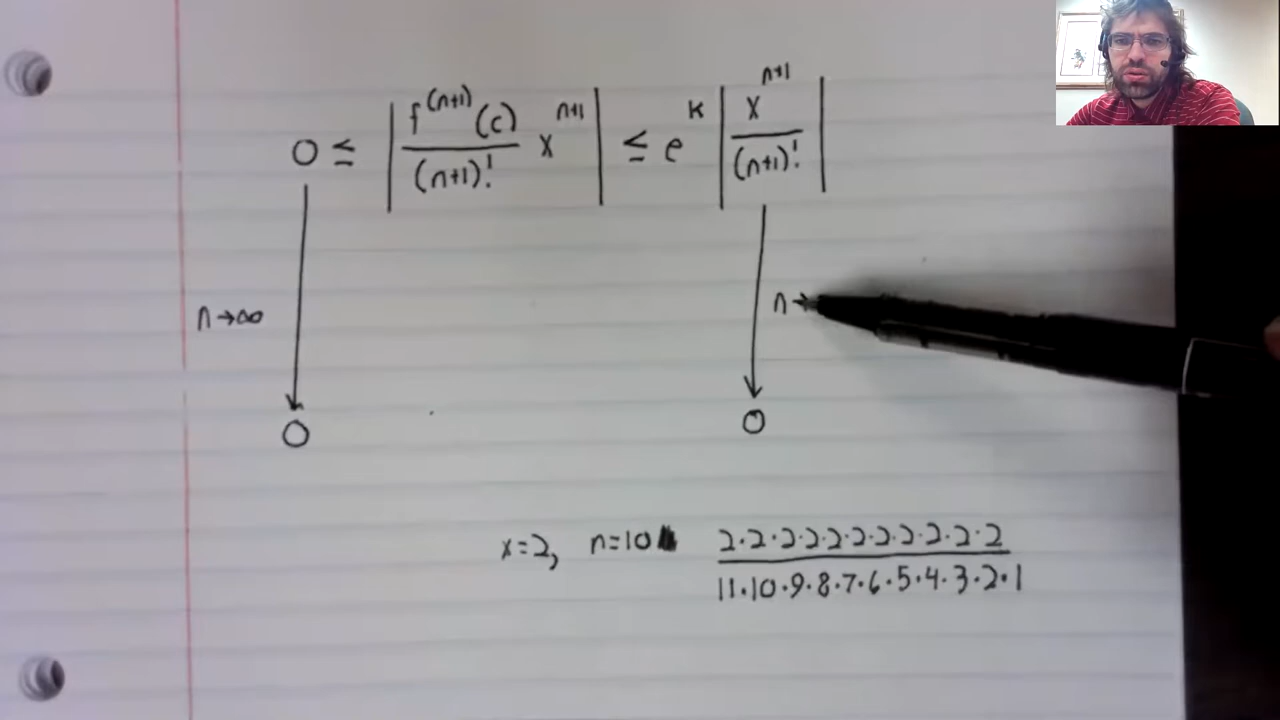 0 ≤ | f^(n+1)(c) / (n+1)! x^n+1 | ≤ e^K | x^n+1 / (n+1)! |
n→∞ n→
0 0
x=2, n=10 2·2·2·2·2·2·2·2·2·2·2
11·10·9·8·7·6·5·4·3·2·1